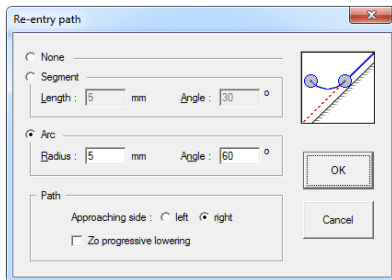 Re-entry path
None
Segment
Length : 5 mm Angle : 30 °
Arc
Radius : 5 mm Angle : 60 °
Path
Approaching side : left right
Zo progressive lowering
OK
Cancel